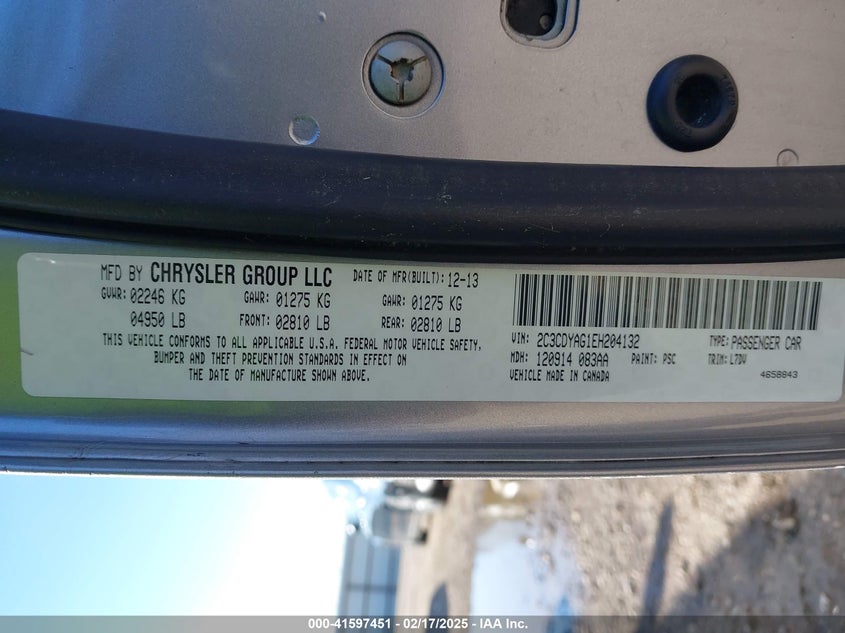 MFD BY CHRYSLER GROUP LLC DATE OF MFR(BUILT): 12-13
GVWR: 02246 KG GAWR: 01275 KG GAWR: 01275 KG
04950 LB FRONT: 02810 LB REAR: 02810 LB
THIS VEHICLE CONFORMS TO ALL APPLICABLE U.S.A. FEDERAL MOTOR VEHICLE SAFETY,
BUMPER AND THEFT PREVENTION STANDARDS IN EFFECT ON
THE DATE OF MANUFACTURE SHOWN ABOVE.
VIN: 2C3CDYAG1EH204132 TYPE: PASSENGER CAR
MDH: 120914 083AA PAINT: PSC TRIM: L7DV
VEHICLE MADE IN CANADA 4658843
000-41597451 - 02/17/2025 - IAA Inc.